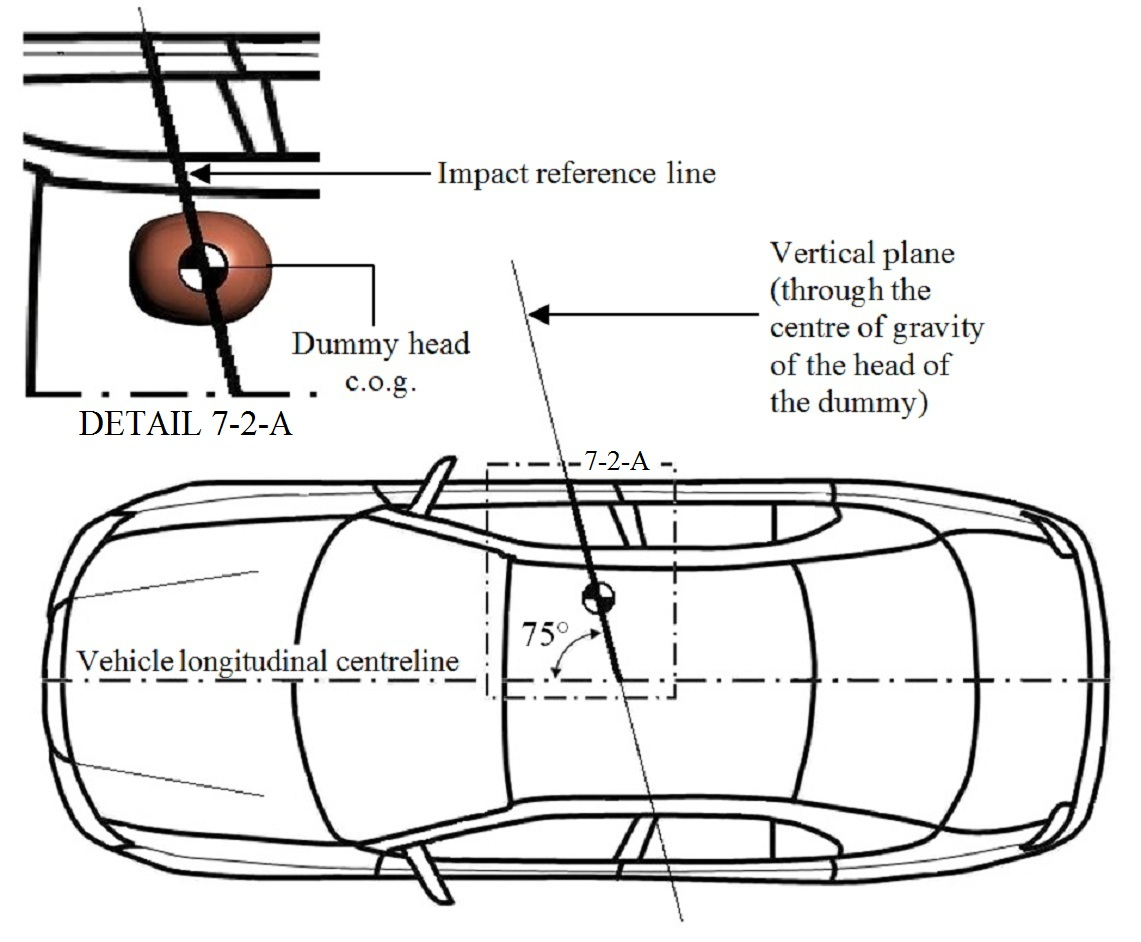 Impact reference line
Vertical plane
(through the
centre of gravity
of the head of
the dummy)
Dummy head
c.o.g.
DETAIL 7-2-A
7-2-A
75°
Vehicle longitudinal centreline